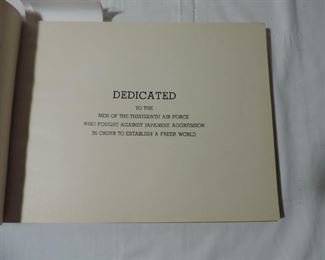 DEDICATED
TO THE
MEN OF THE THIRTEENTH AIR FORCE
WHO FOUGHT AGAINST JAPANESE AGGRESSION
IN ORDER TO ESTABLISH A FREER WORLD